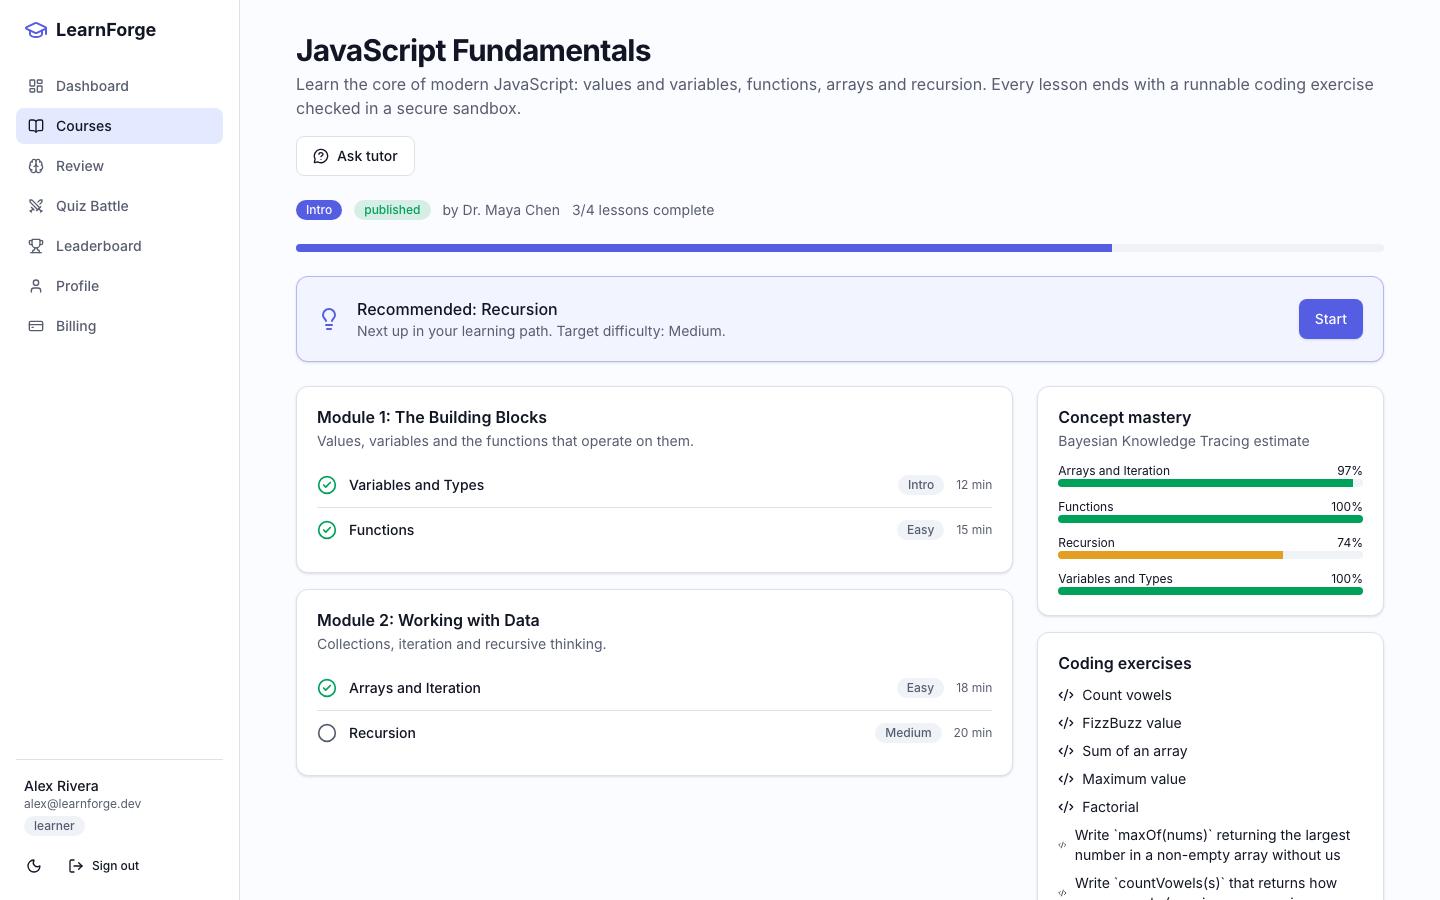 LearnForge
Dashboard
Courses
Review
Quiz Battle
Leaderboard
Profile
Billing
Alex Rivera
alex@learnforge.dev
learner
Sign out
JavaScript Fundamentals
Learn the core of modern JavaScript: values and variables, functions, arrays and recursion. Every lesson ends with a runnable coding exercise
checked in a secure sandbox.
Ask tutor
Intro published by Dr. Maya Chen 3/4 lessons complete
Recommended: Recursion
Next up in your learning path. Target difficulty: Medium.
Start
Module 1: The Building Blocks
Values, variables and the functions that operate on them.
Variables and Types Intro 12 min
Functions Easy 15 min
Module 2: Working with Data
Collections, iteration and recursive thinking.
Arrays and Iteration Easy 18 min
Recursion Medium 20 min
Concept mastery
Bayesian Knowledge Tracing estimate
Arrays and Iteration 97%
Functions 100%
Recursion 74%
Variables and Types 100%
Coding exercises
Count vowels
FizzBuzz value
Sum of an array
Maximum value
Factorial
Write `maxOf(nums)` returning the largest
number in a non-empty array without us
Write `countVowels(s)` that returns how